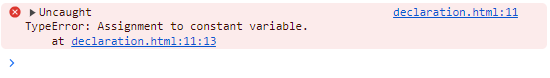 Uncaught declaration.html:11
TypeError: Assignment to constant variable.
at declaration.html:11:13